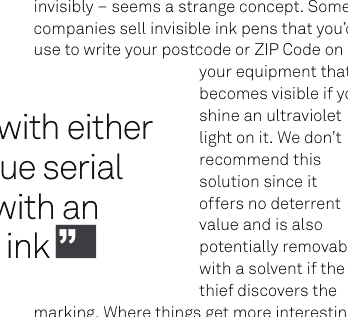 invisibly – seems a strange concept. Some
companies sell invisible ink pens that you'd
use to write your postcode or ZIP Code on
your equipment that
becomes visible if yo
shine an ultraviolet
light on it. We don't
recommend this
solution since it
offers no deterrent
value and is also
potentially removab
with a solvent if the
thief discovers the
marking. Where things get more interestin
with either
ue serial
with an
ink ”